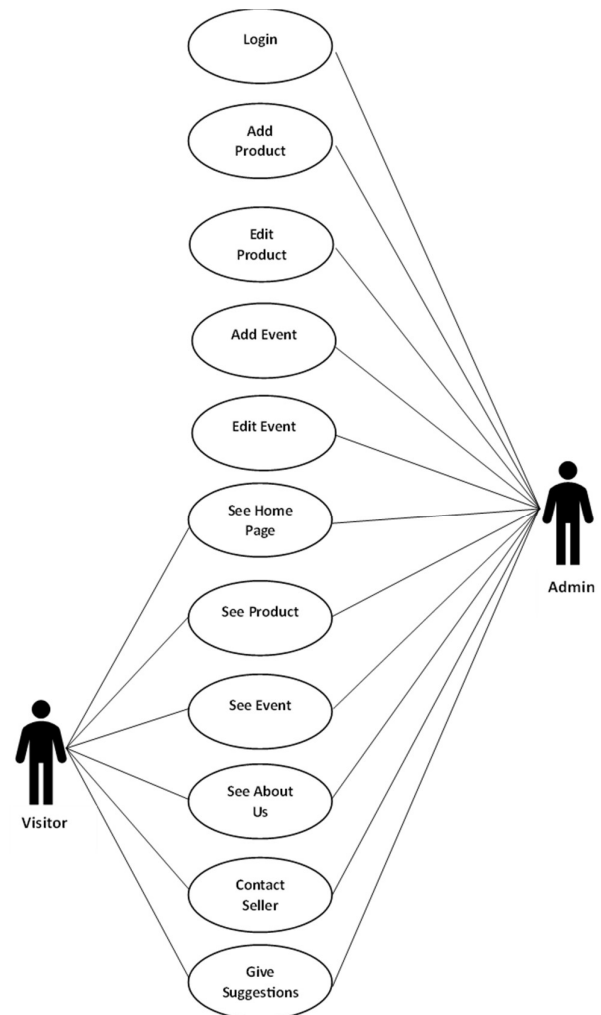 Login
Add
Product
Edit
Product
Add Event
Edit Event
See Home
Page
Admin
See Product
See Event
See About
Us
Visitor
Contact
Seller
Give
Suggestions